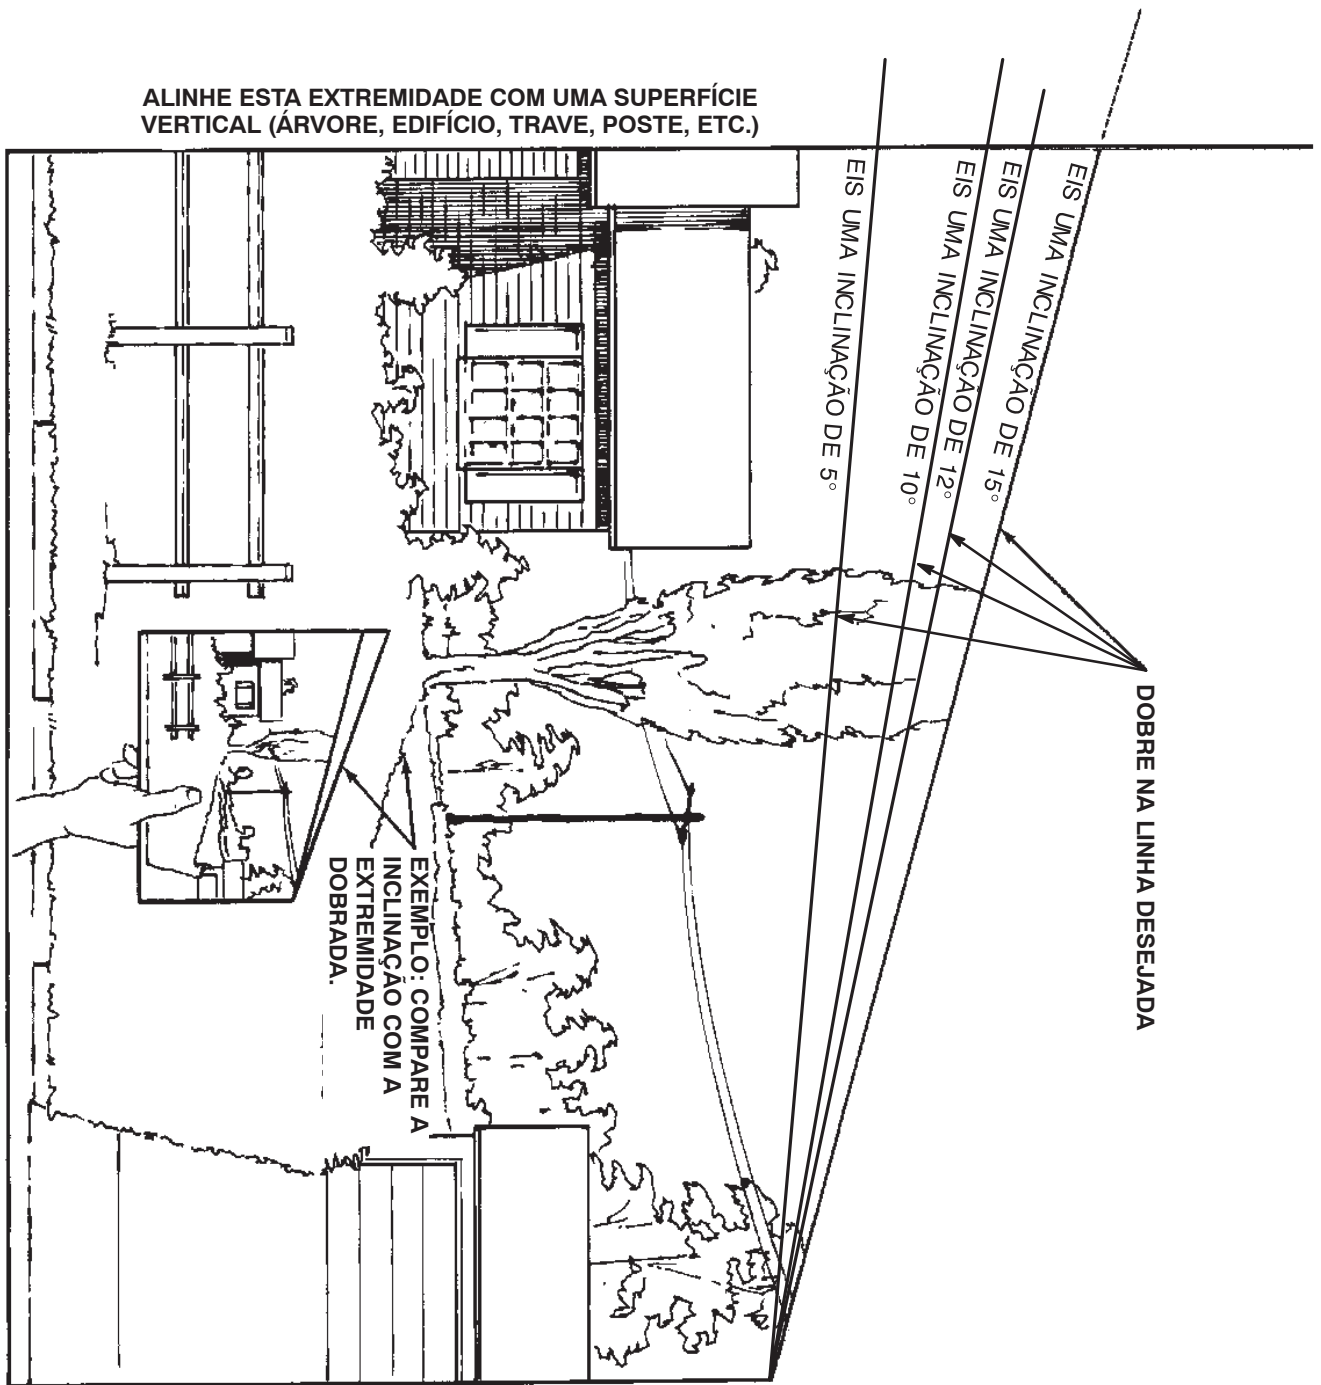 ALINHE ESTA EXTREMIDADE COM UMA SUPERFÍCIE
VERTICAL (ÁRVORE, EDIFÍCIO, TRAVE, POSTE, ETC.)
EIS UMA INCLINAÇÃO DE 15°
EIS UMA INCLINAÇÃO DE 12°
EIS UMA INCLINAÇÃO DE 10°
EIS UMA INCLINAÇÃO DE 5°
DOBRE NA LINHA DESEJADA
EXEMPLO: COMPARE A
INCLINAÇÃO COM A
EXTREMIDADE
DOBRADA.